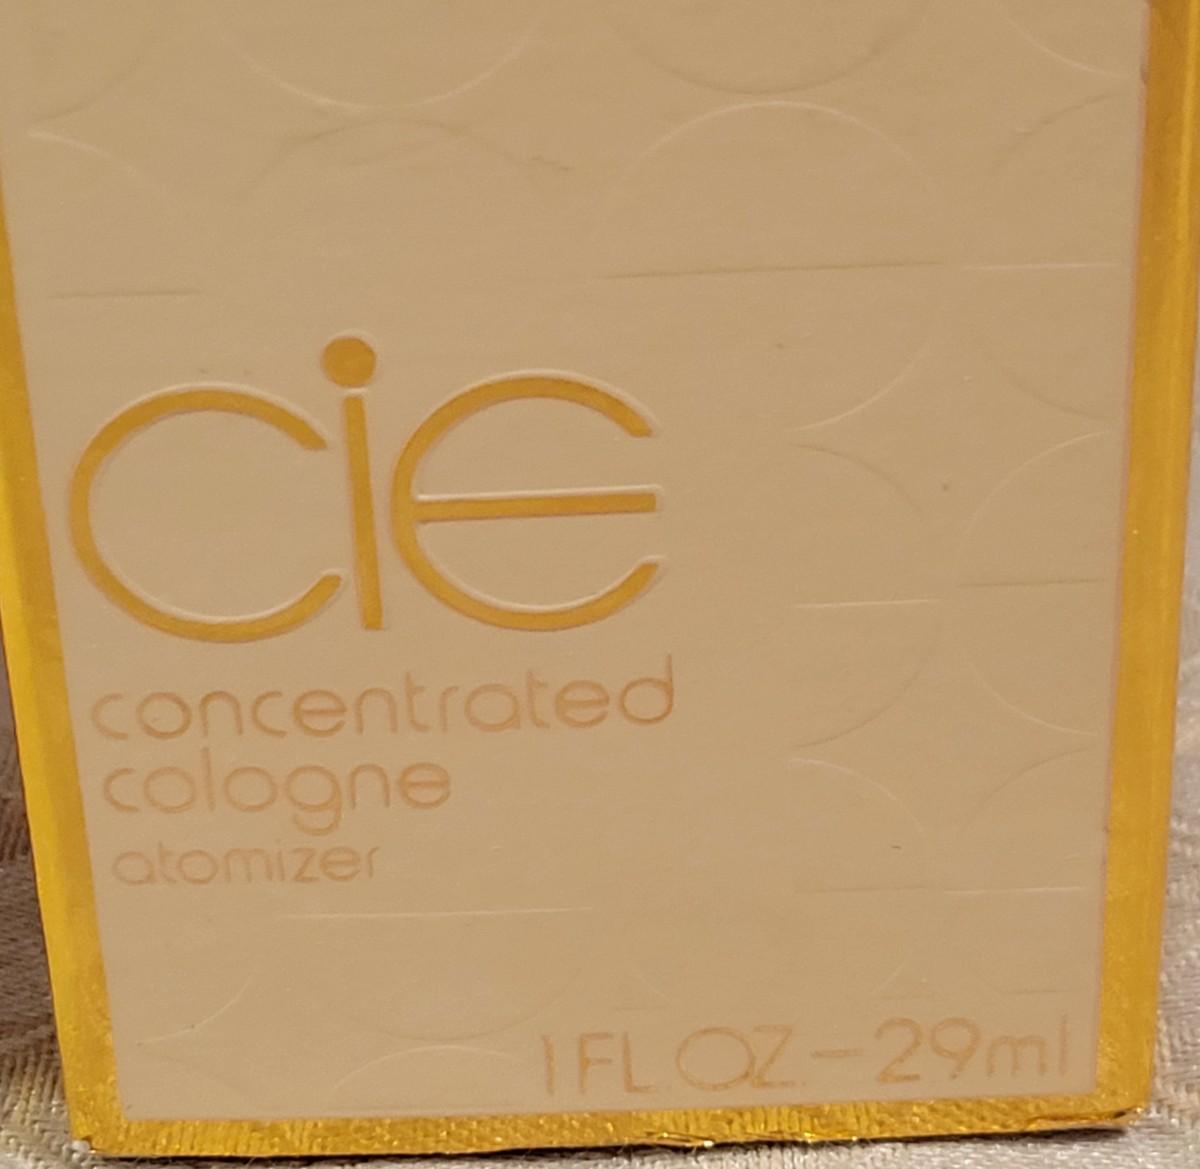 cie
concentrated
cologne
atomizer
1 FL. OZ. – 29ml